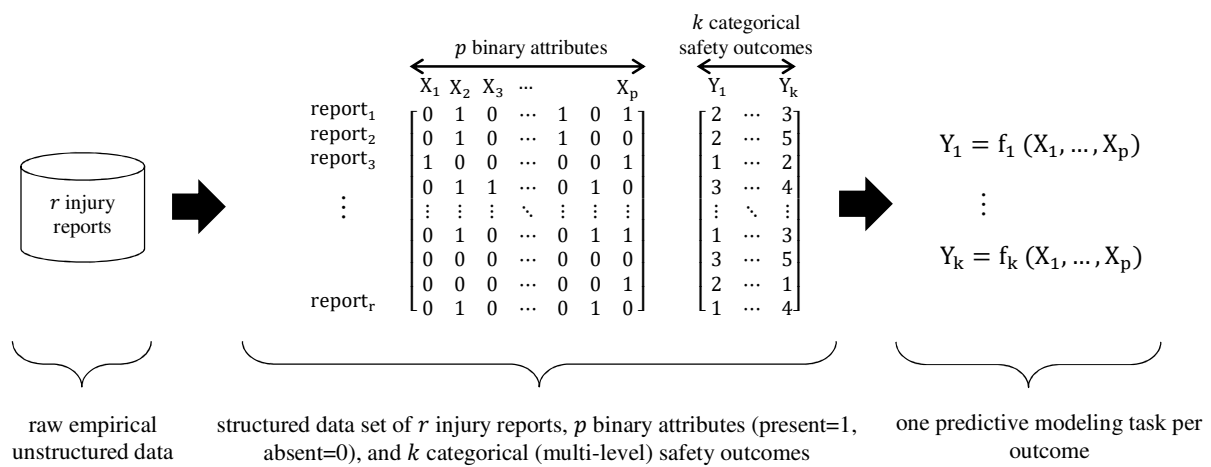 k categorical
safety outcomes
p binary attributes
X₁ X₂ X₃ ⋯ Xₚ Y₁ Yₖ
report₁ 0 1 0 ⋯ 1 0 1 2 ⋯ 3
report₂ 0 1 0 ⋯ 1 0 0 2 ⋯ 5
report₃ 1 0 0 ⋯ 0 0 1 1 ⋯ 2
0 1 1 ⋯ 0 1 0 3 ⋯ 4
⋮ ⋮ ⋮ ⋮ ⋱ ⋮ ⋮ ⋮ ⋮ ⋱ ⋮
0 1 0 ⋯ 0 1 1 1 ⋯ 3
0 0 0 ⋯ 0 0 0 3 ⋯ 5
0 0 0 ⋯ 0 0 1 2 ⋯ 1
reportᵣ 0 1 0 ⋯ 0 1 0 1 ⋯ 4
r injury
reports
Y₁ = f₁ (X₁, … , Xₚ)
⋮
Yₖ = fₖ (X₁, … , Xₚ)
raw empirical
unstructured data
structured data set of r injury reports, p binary attributes (present=1,
absent=0), and k categorical (multi-level) safety outcomes
one predictive modeling task per
outcome